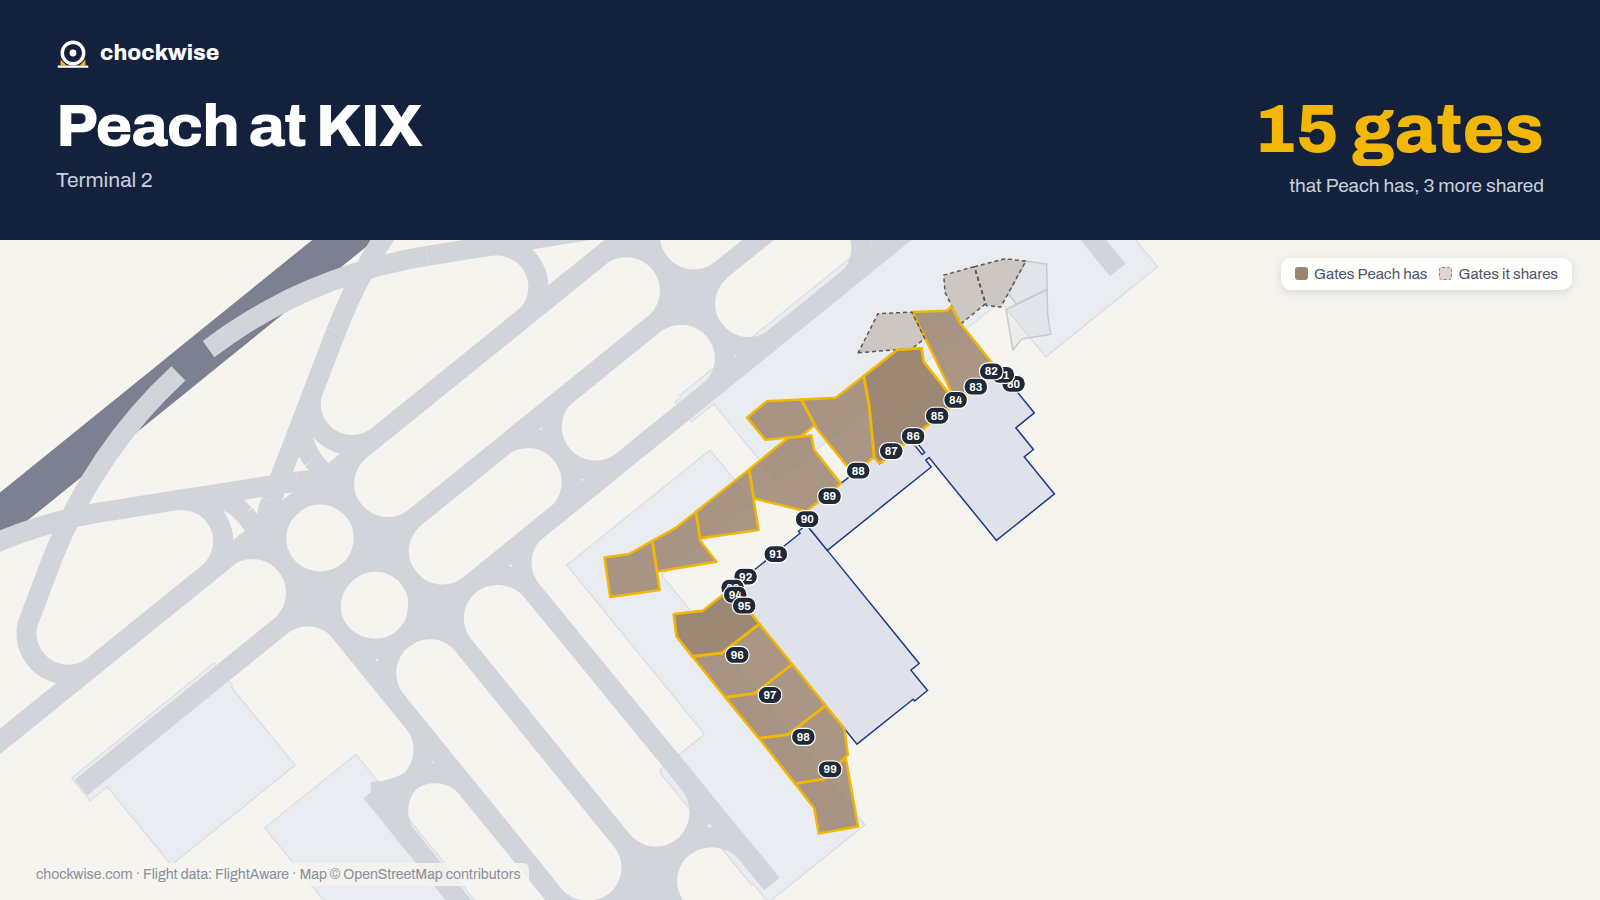 chockwise
Peach at KIX
Terminal 2
15 gates
that Peach has, 3 more shared
Gates Peach has
Gates it shares
82
83
84
85
86
87
88
89
90
91
92
94
95
96
97
98
99
chockwise.com · Flight data: FlightAware · Map © OpenStreetMap contributors